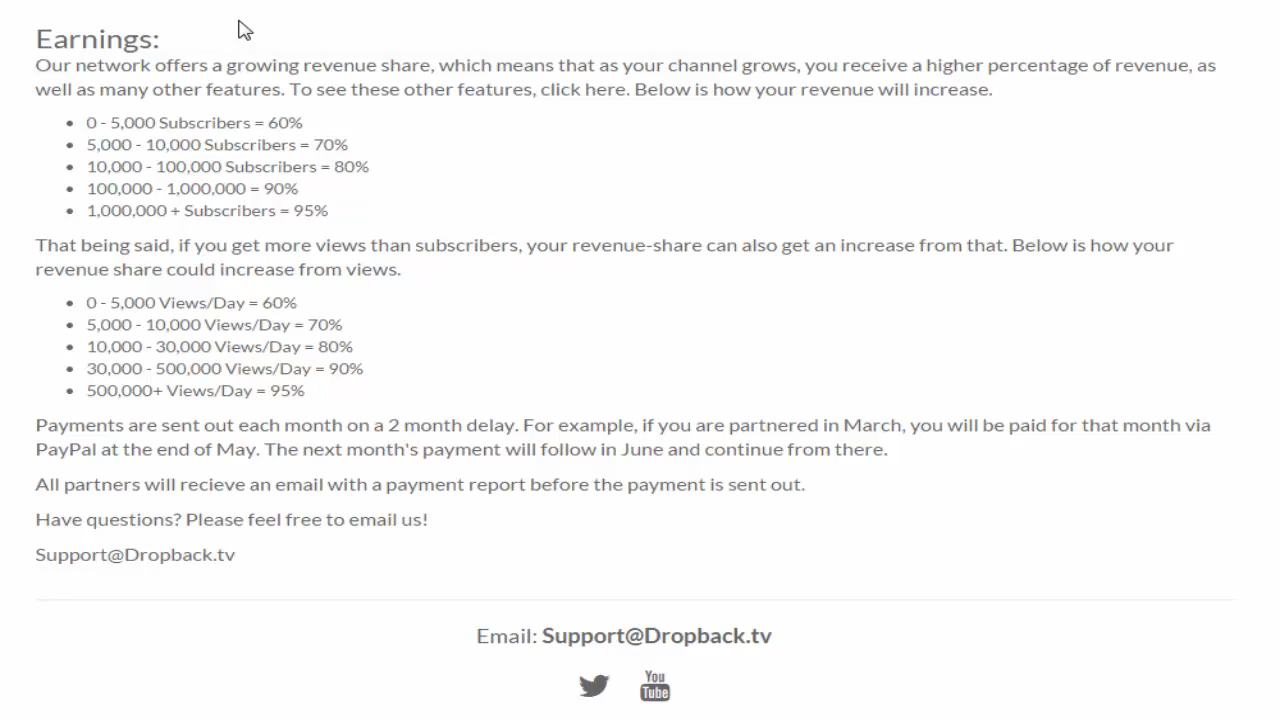 Earnings:
Our network offers a growing revenue share, which means that as your channel grows, you receive a higher percentage of revenue, as
well as many other features. To see these other features, click here. Below is how your revenue will increase.
• 0 - 5,000 Subscribers = 60%
• 5,000 - 10,000 Subscribers = 70%
• 10,000 - 100,000 Subscribers = 80%
• 100,000 - 1,000,000 = 90%
• 1,000,000 + Subscribers = 95%
That being said, if you get more views than subscribers, your revenue-share can also get an increase from that. Below is how your
revenue share could increase from views.
• 0 - 5,000 Views/Day = 60%
• 5,000 - 10,000 Views/Day = 70%
• 10,000 - 30,000 Views/Day = 80%
• 30,000 - 500,000 Views/Day = 90%
• 500,000+ Views/Day = 95%
Payments are sent out each month on a 2 month delay. For example, if you are partnered in March, you will be paid for that month via
PayPal at the end of May. The next month's payment will follow in June and continue from there.
All partners will recieve an email with a payment report before the payment is sent out.
Have questions? Please feel free to email us!
Support@Dropback.tv
Email: Support@Dropback.tv
You
Tube